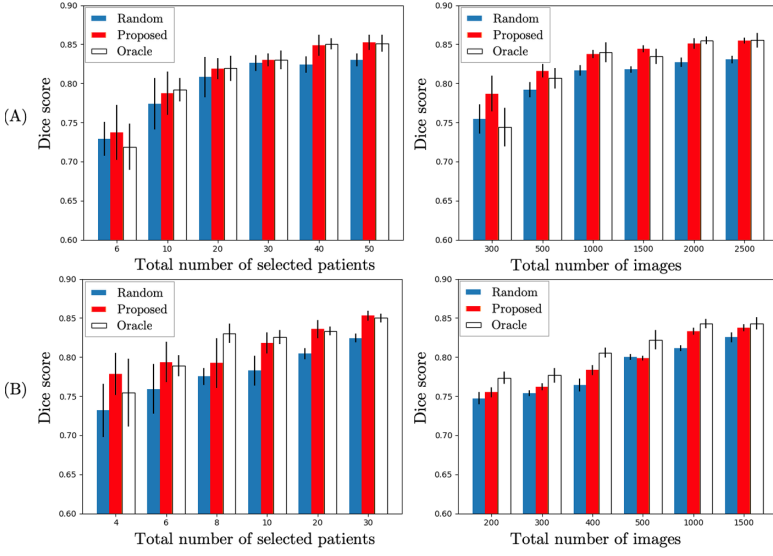 (A)
Dice score
0.90
0.85
0.80
0.75
0.70
0.65
0.60
Random
Proposed
Oracle
6 10 20 30 40 50
Total number of selected patients
Dice score
0.90
0.85
0.80
0.75
0.70
0.65
0.60
Random
Proposed
Oracle
300 500 1000 1500 2000 2500
Total number of images
(B)
Dice score
0.90
0.85
0.80
0.75
0.70
0.65
0.60
Random
Proposed
Oracle
4 6 8 10 20 30
Total number of selected patients
Dice score
0.90
0.85
0.80
0.75
0.70
0.65
0.60
Random
Proposed
Oracle
200 300 400 500 1000 1500
Total number of images